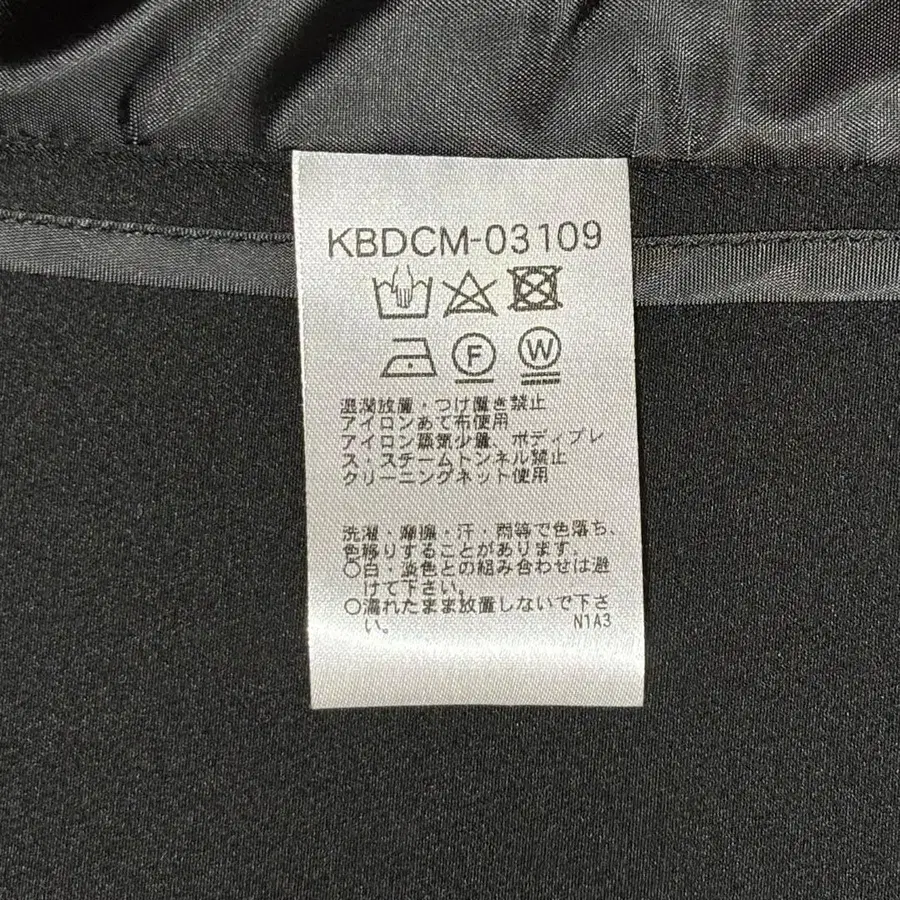 KBDCM-03109
F
W
湿潤放置・つけ置き禁止
アイロンあて布使用
アイロン蒸気少量、ボディプレ
ス・スチームトンネル禁止
クリーニングネット使用
洗濯・摩擦・汗・雨等で色落ち、
色移りすることがあります。
○白・淡色との組み合わせは避
けて下さい。
○濡れたまま放置しないで下さ
い。
N1A3